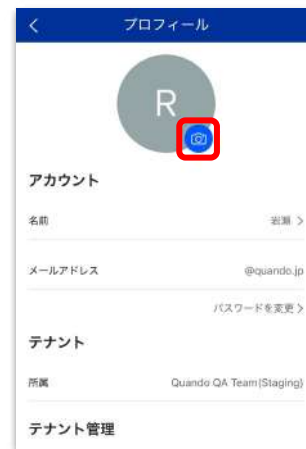 プロフィール
R
アカウント
名前 岩瀬 >
メールアドレス @quando.jp
パスワードを変更 >
テナント
所属 Quando QA Team(Staging)
テナント管理